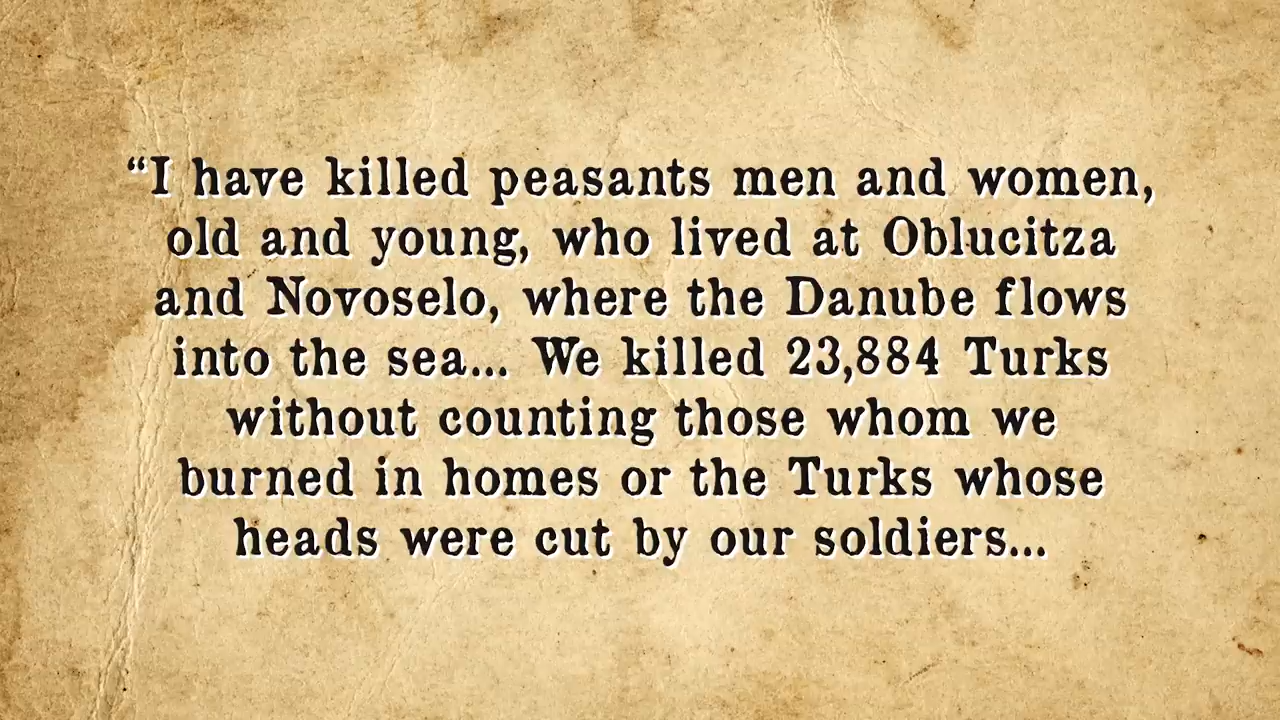 “I have killed peasants men and women,
old and young, who lived at Oblucitza
and Novoselo, where the Danube flows
into the sea... We killed 23,884 Turks
without counting those whom we
burned in homes or the Turks whose
heads were cut by our soldiers...